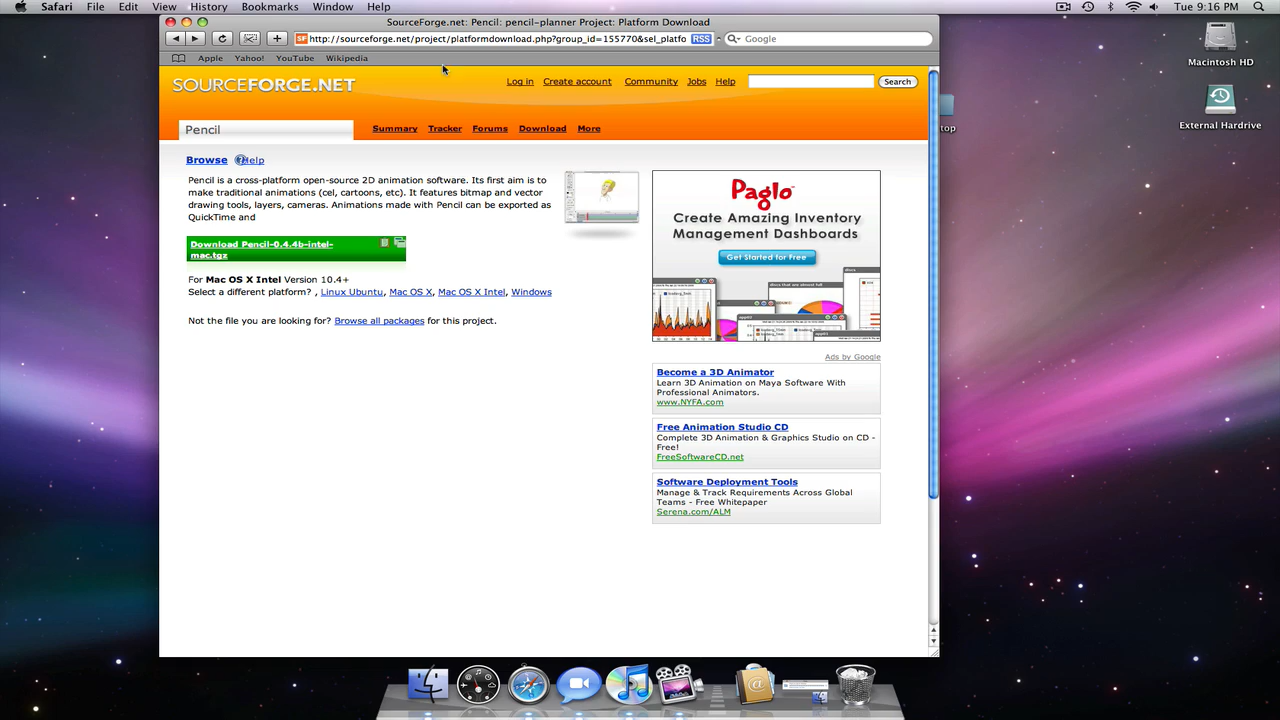 Safari File Edit View History Bookmarks Window Help
Tue 9:16 PM
SourceForge.net: Pencil: pencil-planner Project: Platform Download
http://sourceforge.net/project/platformdownload.php?group_id=155770&sel_platfo RSS
Google
Apple Yahoo! YouTube Wikipedia
Macintosh HD
External Hardrive
top
SOURCEFORGE.NET
Log in Create account Community Jobs Help Search
Pencil
Summary Tracker Forums Download More
Browse Help
Pencil is a cross-platform open-source 2D animation software. Its first aim is to
make traditional animations (cel, cartoons, etc). It features bitmap and vector
drawing tools, layers, cameras. Animations made with Pencil can be exported as
QuickTime and
Download Pencil-0.4.4b-intel-
mac.tgz
For Mac OS X Intel Version 10.4+
Select a different platform? , Linux Ubuntu, Mac OS X, Mac OS X Intel, Windows
Not the file you are looking for? Browse all packages for this project.
Paglo
Create Amazing Inventory
Management Dashboards
Get Started for Free
Ads by Google
Become a 3D Animator
Learn 3D Animation on Maya Software With
Professional Animators.
www.NYFA.com
Free Animation Studio CD
Complete 3D Animation & Graphics Studio on CD -
Free!
FreeSoftwareCD.net
Software Deployment Tools
Manage & Track Requirements Across Global
Teams - Free Whitepaper
Serena.com/ALM